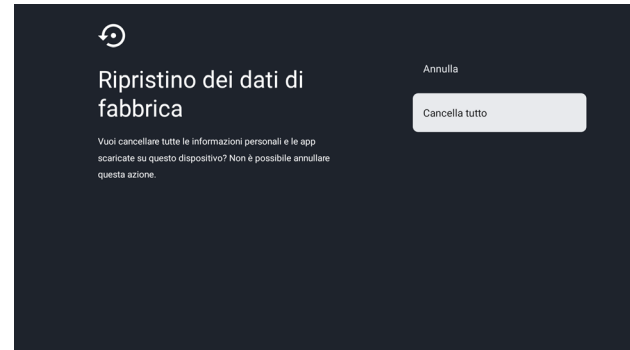 Ripristino dei dati di
fabbrica
Vuoi cancellare tutte le informazioni personali e le app
scaricate su questo dispositivo? Non è possibile annullare
questa azione.
Annulla
Cancella tutto